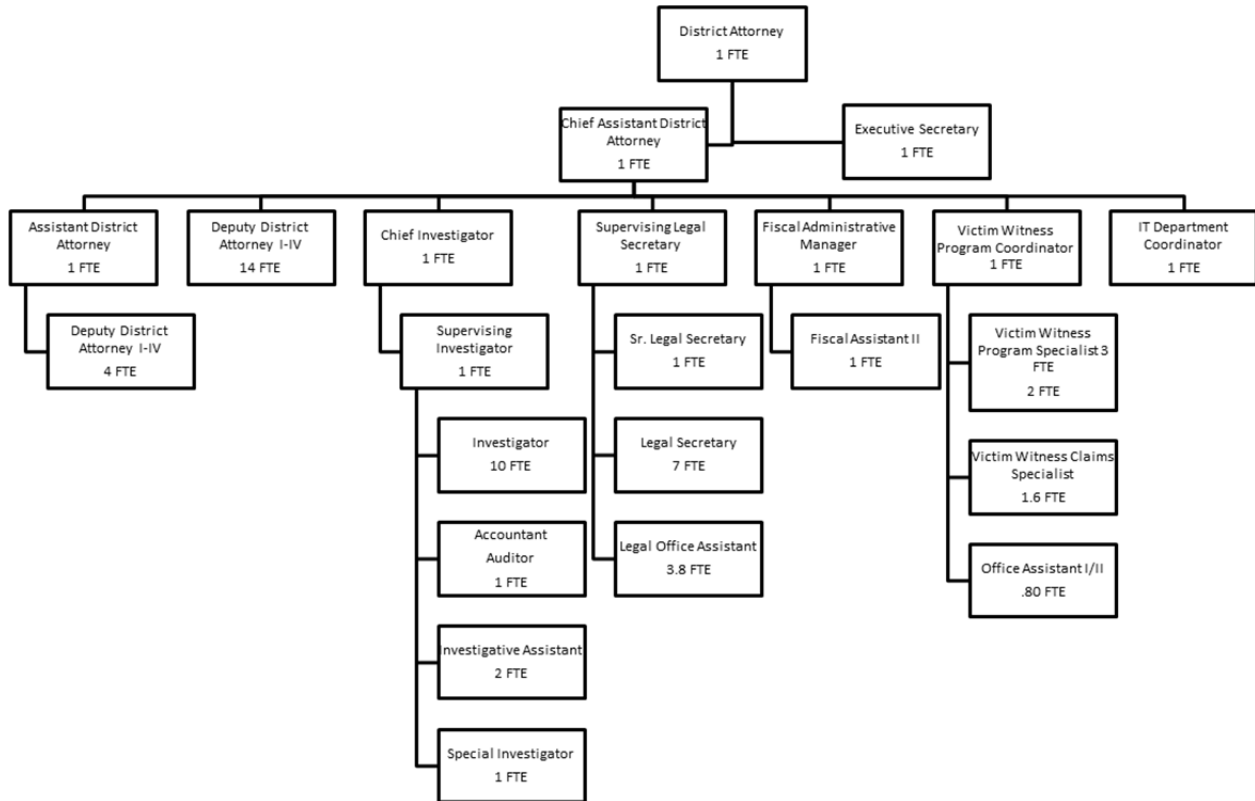 District Attorney
1 FTE
Chief Assistant District
Attorney
1 FTE
Executive Secretary
1 FTE
Assistant District
Attorney
1 FTE
Deputy District
Attorney I-IV
14 FTE
Chief Investigator
1 FTE
Supervising Legal
Secretary
1 FTE
Fiscal Administrative
Manager
1 FTE
Victim Witness
Program Coordinator
1 FTE
IT Department
Coordinator
1 FTE
Deputy District
Attorney I-IV
4 FTE
Supervising
Investigator
1 FTE
Investigator
10 FTE
Accountant
Auditor
1 FTE
Investigative Assistant
2 FTE
Special Investigator
1 FTE
Sr. Legal Secretary
1 FTE
Legal Secretary
7 FTE
Legal Office Assistant
3.8 FTE
Fiscal Assistant II
1 FTE
Victim Witness
Program Specialist 3
FTE
2 FTE
Victim Witness Claims
Specialist
1.6 FTE
Office Assistant I/II
.80 FTE